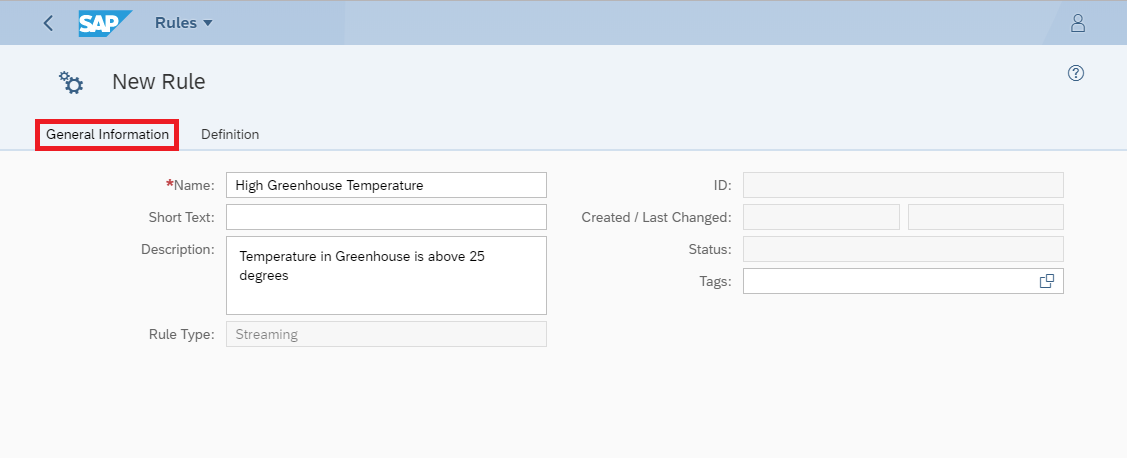 SAP Rules
New Rule
General Information Definition
*Name: High Greenhouse Temperature
Short Text:
Description: Temperature in Greenhouse is above 25
degrees
Rule Type: Streaming
ID:
Created / Last Changed:
Status:
Tags: